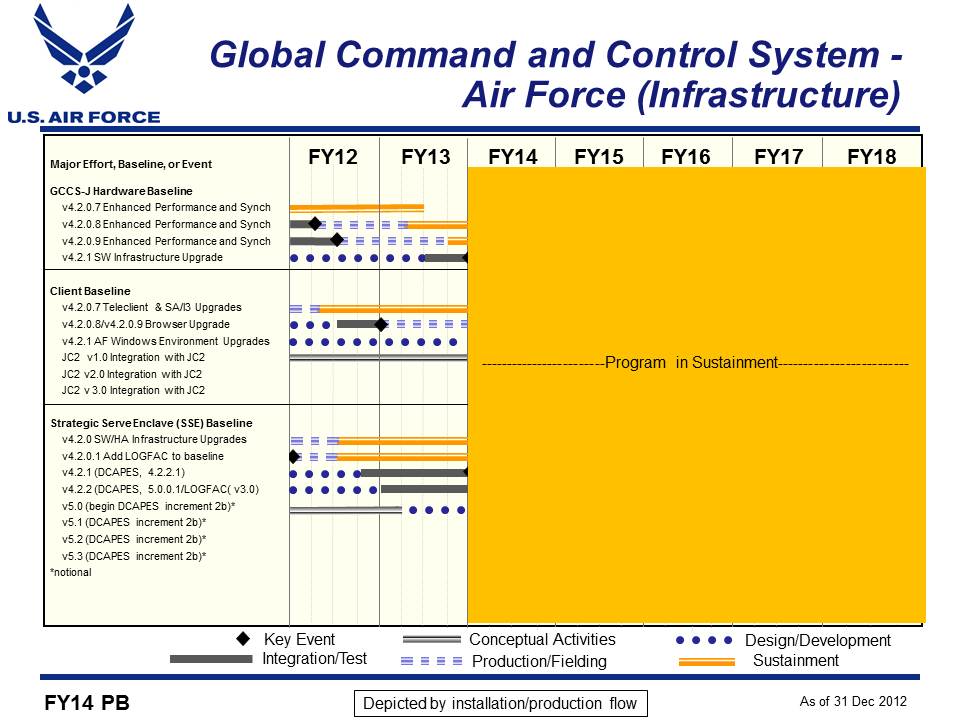 Global Command and Control System -
Air Force (Infrastructure)
U.S. AIR FORCE
Major Effort, Baseline, or Event
FY12 FY13 FY14 FY15 FY16 FY17 FY18
GCCS-J Hardware Baseline
v4.2.0.7 Enhanced Performance and Synch
v4.2.0.8 Enhanced Performance and Synch
v4.2.0.9 Enhanced Performance and Synch
v4.2.1 SW Infrastructure Upgrade
Client Baseline
v4.2.0.7 Teleclient & SA/I3 Upgrades
v4.2.0.8/v4.2.0.9 Browser Upgrade
v4.2.1 AF Windows Environment Upgrades
JC2 v1.0 Integration with JC2
JC2 v2.0 Integration with JC2
JC2 v 3.0 Integration with JC2
------------------------Program in Sustainment--------------------------
Strategic Serve Enclave (SSE) Baseline
v4.2.0 SW/HA Infrastructure Upgrades
v4.2.0.1 Add LOGFAC to baseline
v4.2.1 (DCAPES, 4.2.2.1)
v4.2.2 (DCAPES, 5.0.0.1/LOGFAC( v3.0)
v5.0 (begin DCAPES increment 2b)*
v5.1 (DCAPES increment 2b)*
v5.2 (DCAPES increment 2b)*
v5.3 (DCAPES increment 2b)*
*notional
Key Event Conceptual Activities Design/Development
Integration/Test Production/Fielding Sustainment
FY14 PB Depicted by installation/production flow As of 31 Dec 2012